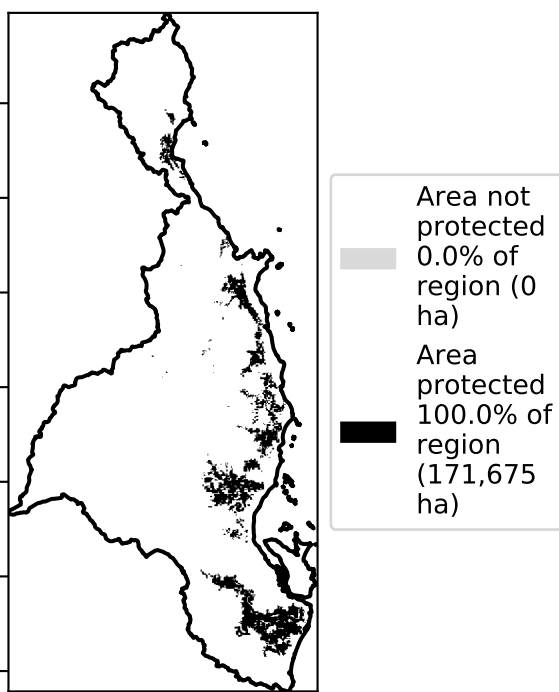 Area not
protected
0.0% of
region (0
ha)
Area
protected
100.0% of
region
(171,675
ha)